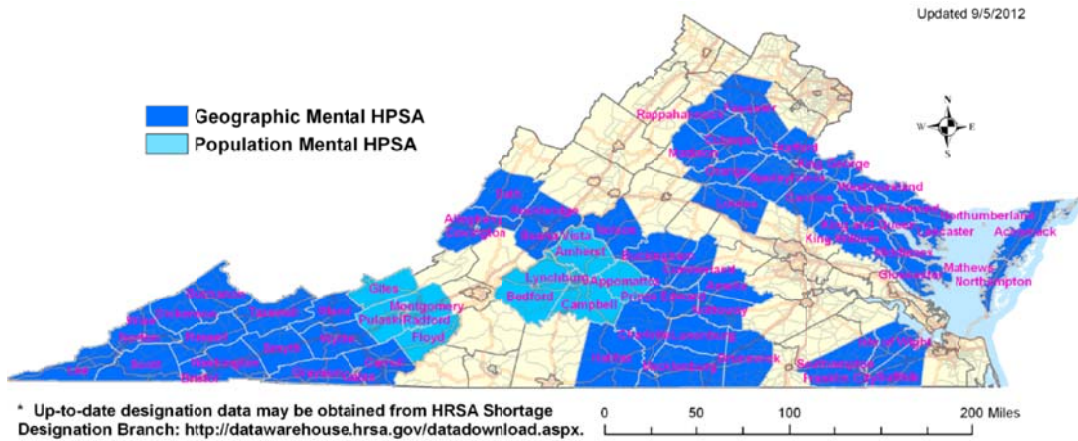 Updated 9/5/2012
Geographic Mental HPSA
Population Mental HPSA
N
W E
S
Rappahannock
Fauquier
Madison
Orange
Stafford
King George
Westmoreland
Louisa
Caroline
Northumberland
Lancaster
Accomack
King and Queen
King William
Middlesex
Gloucester
Mathews
Northampton
Bath
Alleghany
Covington
Rockbridge
Buena Vista
Amherst
Nelson
Buckingham
Cumberland
Lynchburg
Appomattox
Amelia
Bedford
Prince Edward
Campbell
Nottoway
Giles
Montgomery
Pulaski
Radford
Floyd
Buchanan
Dickenson
Tazewell
Bland
Wise
Norton
Russell
Smyth
Wythe
Lee
Scott
Washington
Bristol
Grayson
Carroll
Galax
Charlotte
Lunenburg
Halifax
Mecklenburg
Brunswick
Isle of Wight
Southampton
Franklin City
Suffolk
* Up-to-date designation data may be obtained from HRSA Shortage
Designation Branch: http://datawarehouse.hrsa.gov/datadownload.aspx.
0 50 100 200 Miles